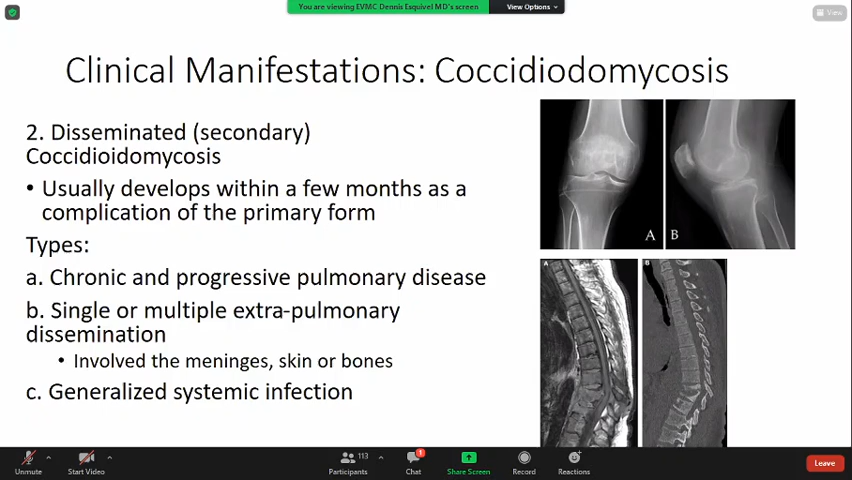 You are viewing EVMC Dennis Esquivel MD's screen
View Options
View
Clinical Manifestations: Coccidiodomycosis
2. Disseminated (secondary)
Coccidioidomycosis
• Usually develops within a few months as a
complication of the primary form
Types:
a. Chronic and progressive pulmonary disease
b. Single or multiple extra-pulmonary
dissemination
• Involved the meninges, skin or bones
c. Generalized systemic infection
A
B
A
B
Unmute
Start Video
113
Participants
1
Chat
Share Screen
Record
Reactions
Leave